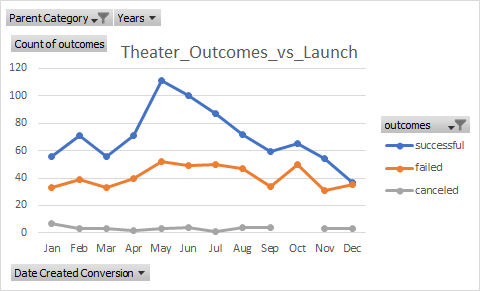 Parent Category Years
Count of outcomes
Theater_Outcomes_vs_Launch
120
100
80
60
40
20
0
Jan Feb Mar Apr May Jun Jul Aug Sep Oct Nov Dec
outcomes
successful
failed
canceled
Date Created Conversion